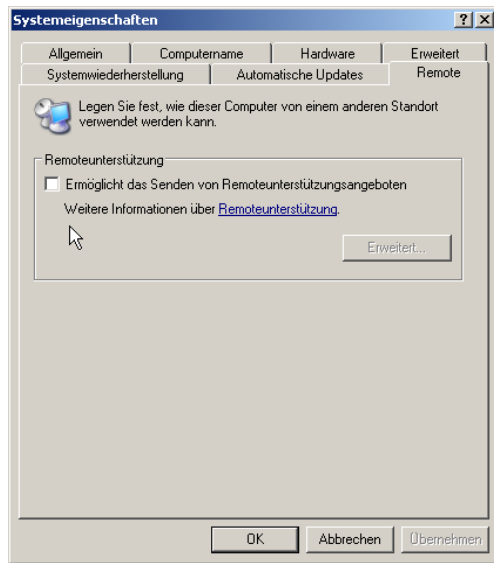 Systemeigenschaften
Allgemein Computername Hardware Erweitert
Systemwiederherstellung Automatische Updates Remote
Legen Sie fest, wie dieser Computer von einem anderen Standort
verwendet werden kann.
Remoteunterstützung
Ermöglicht das Senden von Remoteunterstützungsangeboten
Weitere Informationen über Remoteunterstützung.
Erweitert...
OK Abbrechen Übernehmen